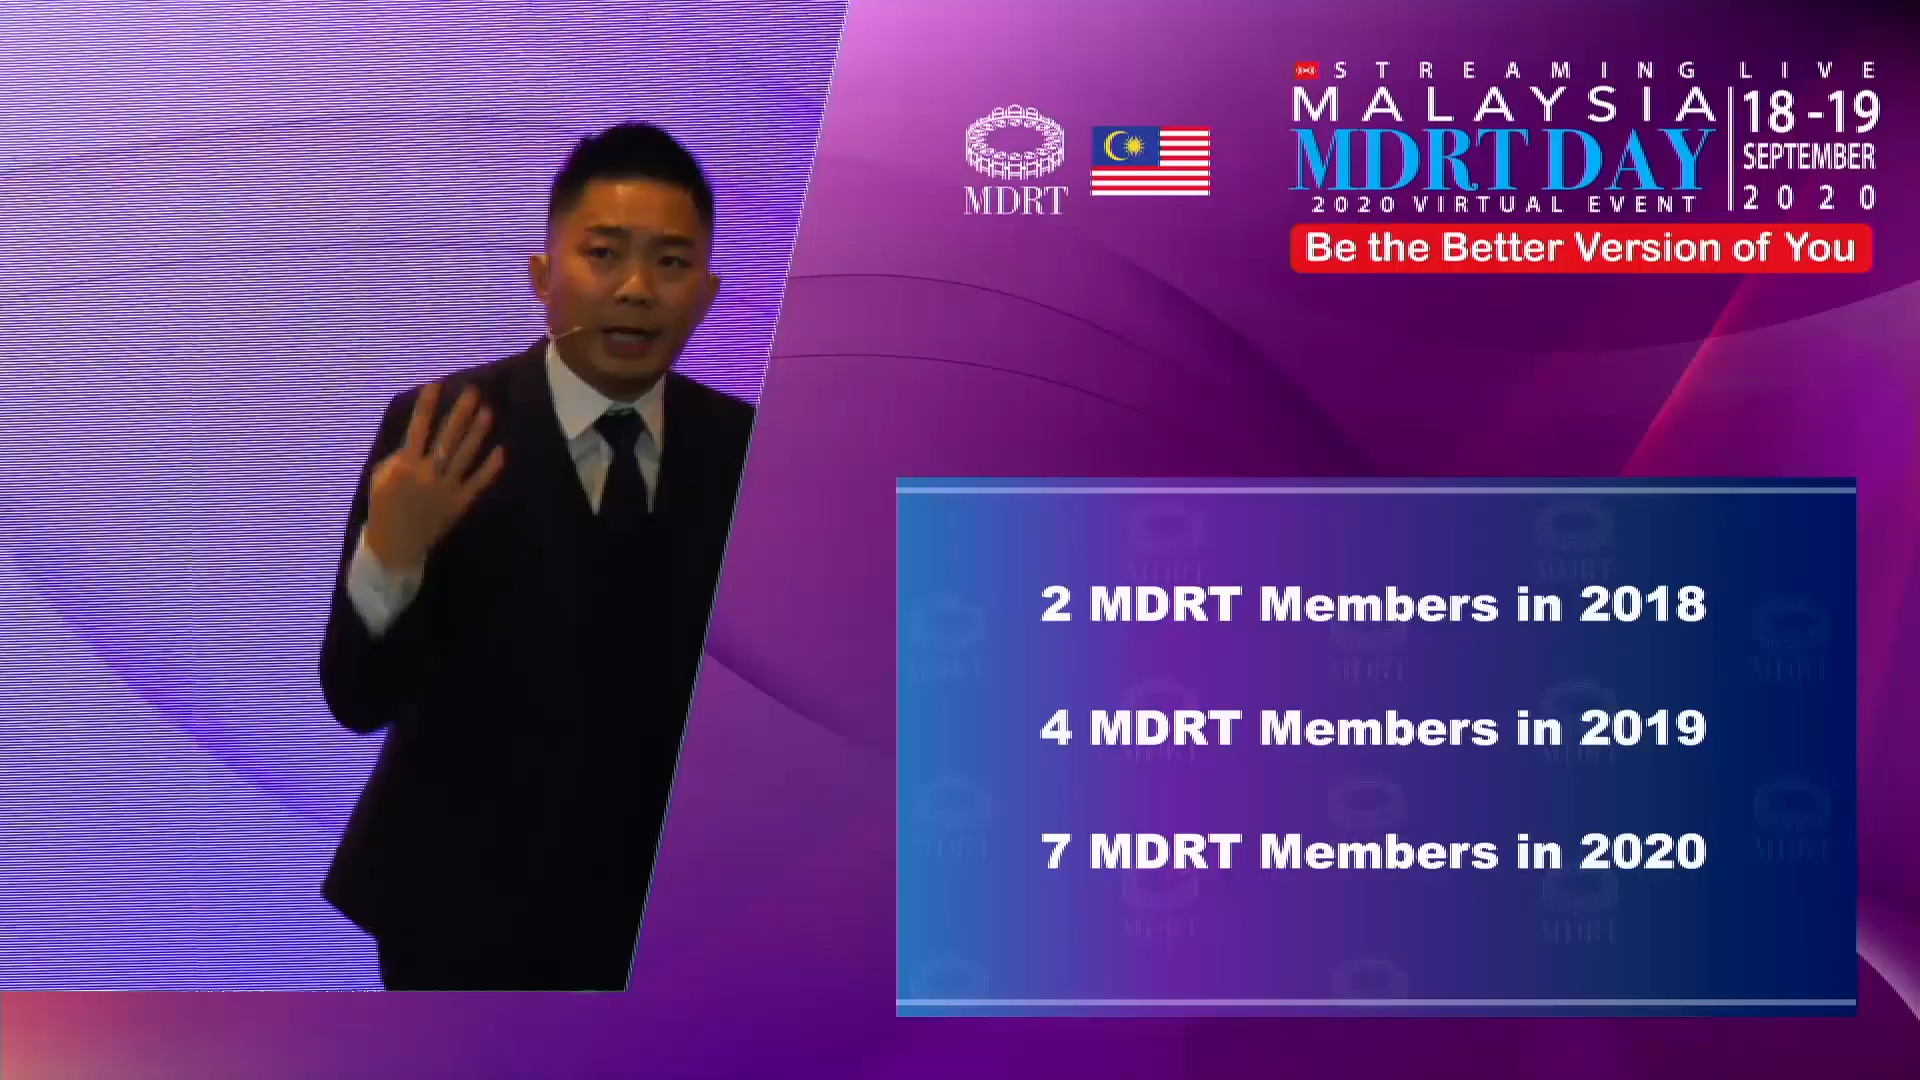 STREAMING LIVE
MALAYSIA
MDRT DAY
2020 VIRTUAL EVENT
18-19
SEPTEMBER
2020
MDRT
Be the Better Version of You
2 MDRT Members in 2018
4 MDRT Members in 2019
7 MDRT Members in 2020